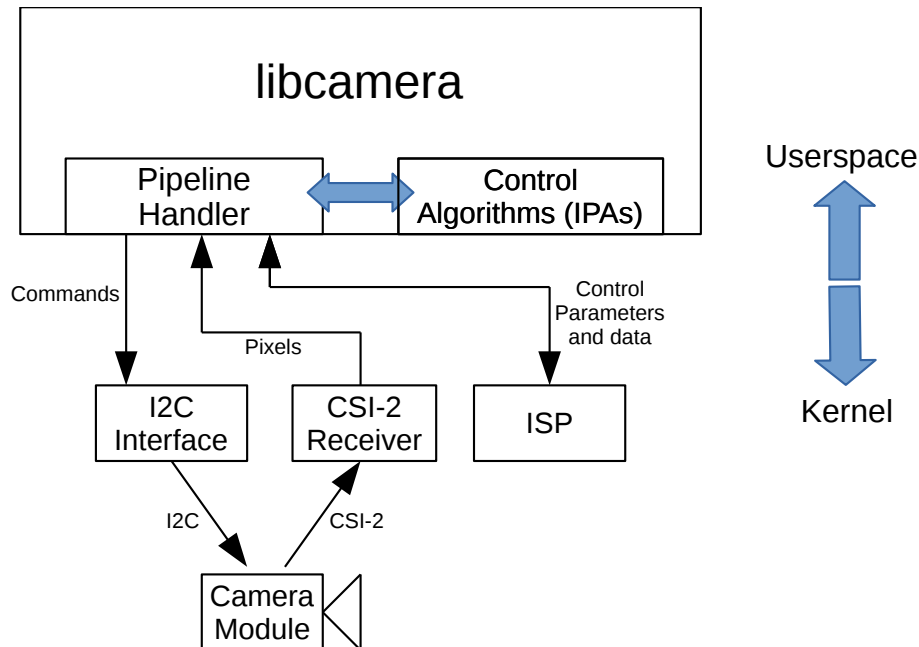 libcamera
Pipeline
Handler
Control
Algorithms (IPAs)
Userspace
Commands
Pixels
Control
Parameters
and data
I2C
Interface
CSI-2
Receiver
ISP
Kernel
I2C
CSI-2
Camera
Module